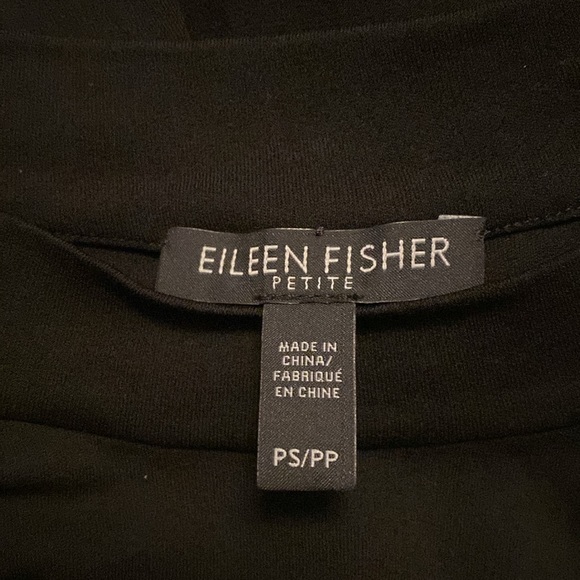 EILEEN FISHER
PETITE
MADE IN
CHINA/
FABRIQUÉ
EN CHINE
PS/PP